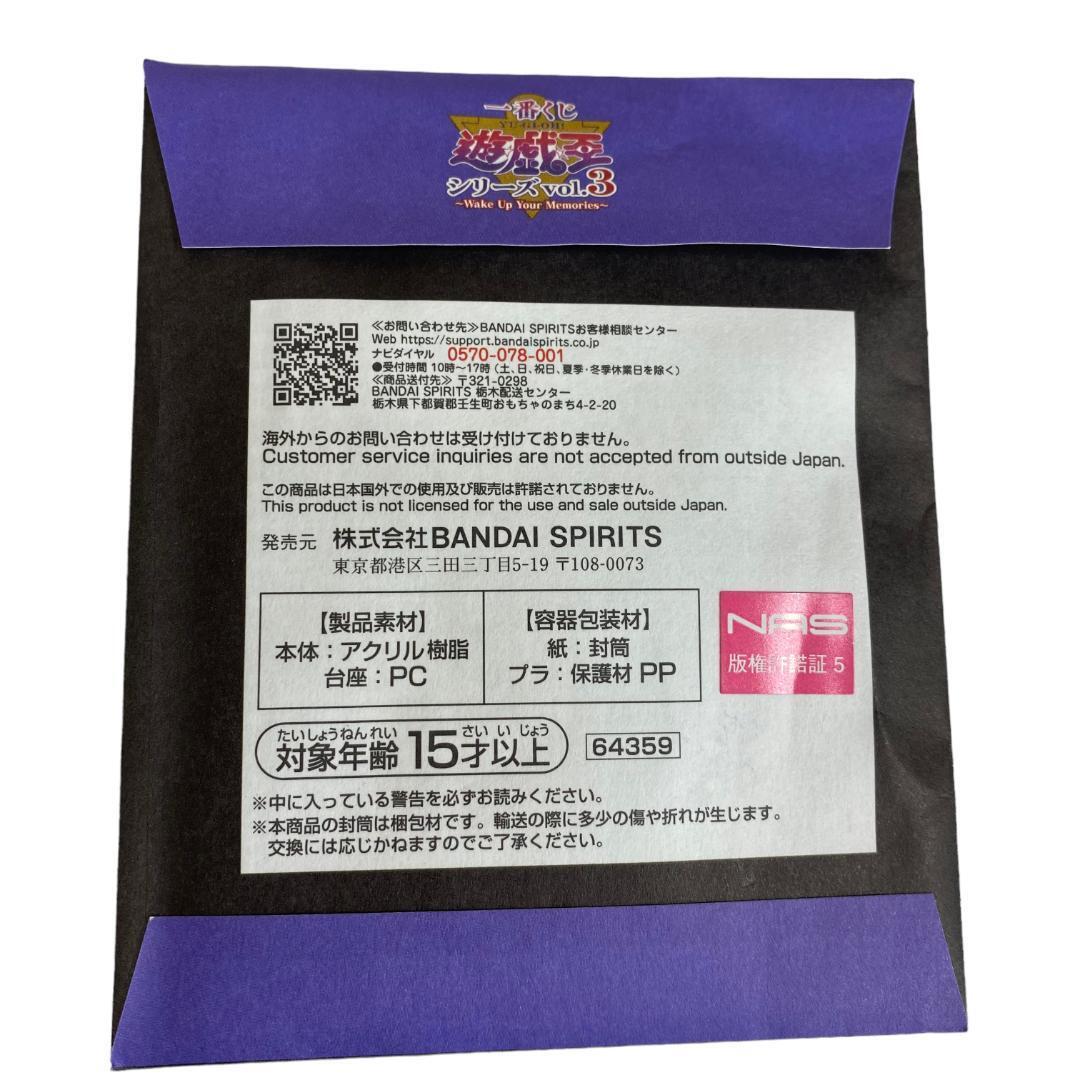 一番くじ
YU-GI-OH!
遊戯王
シリーズvol.3
~Wake Up Your Memories~
≪お問い合わせ先≫BANDAI SPIRITSお客様相談センター
Web https://support.bandaispirits.co.jp
ナビダイヤル 0570-078-001
●受付時間 10時~17時(土、日、祝日、夏季・冬季休業日を除く)
≪商品送付先≫ 〒321-0298
BANDAI SPIRITS 栃木配送センター
栃木県下都賀郡壬生町おもちゃのまち4-2-20
海外からのお問い合わせは受け付けておりません。
Customer service inquiries are not accepted from outside Japan.
この商品は日本国外での使用及び販売は許諾されておりません。
This product is not licensed for the use and sale outside Japan.
発売元 株式会社BANDAI SPIRITS
東京都港区三田三丁目5-19 〒108-0073
【製品素材】
本体:アクリル樹脂
台座:PC
【容器包装材】
紙:封筒
プラ:保護材 PP
NAS
版権許諾証 5
たいしょうねんれい さい い じょう
対象年齢 15才以上
64359
※中に入っている警告を必ずお読みください。
※本商品の封筒は梱包材です。輸送の際に多少の傷や折れが生じます。
交換には応じかねますのでご了承ください。